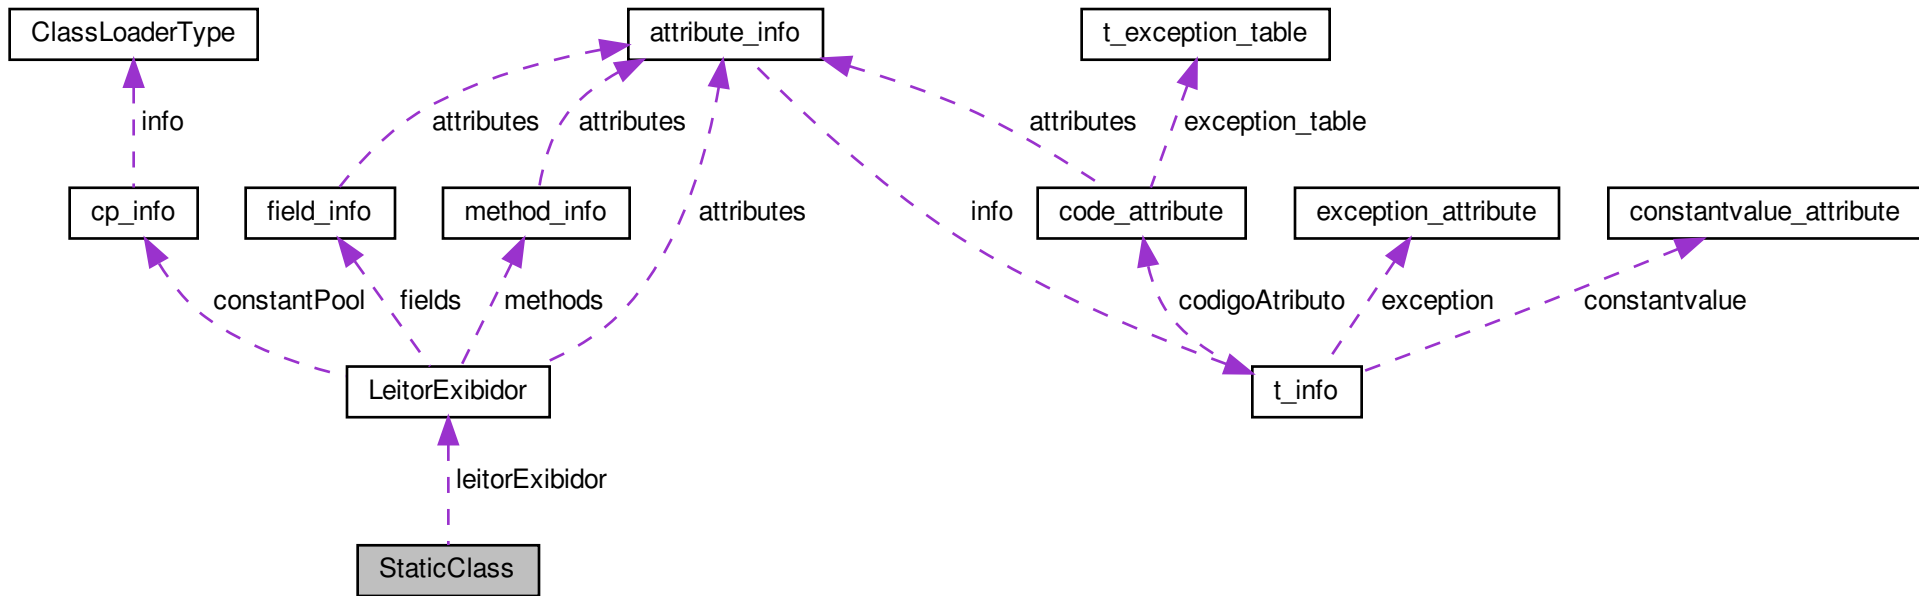 ClassLoaderType
attribute_info
t_exception_table
info
attributes
attributes
attributes
exception_table
cp_info
field_info
method_info
attributes
info
code_attribute
exception_attribute
constantvalue_attribute
constantPool
fields
methods
codigoAtributo
exception
constantvalue
LeitorExibidor
t_info
leitorExibidor
StaticClass